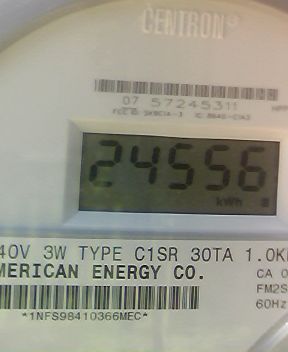 CENTRON®
07 57245311
24556
kWh
40V 3W TYPE C1SR 30TA 1.0K
MERICAN ENERGY CO.
CA 0
FM2S
60Hz
*1NFS98410366MEC*